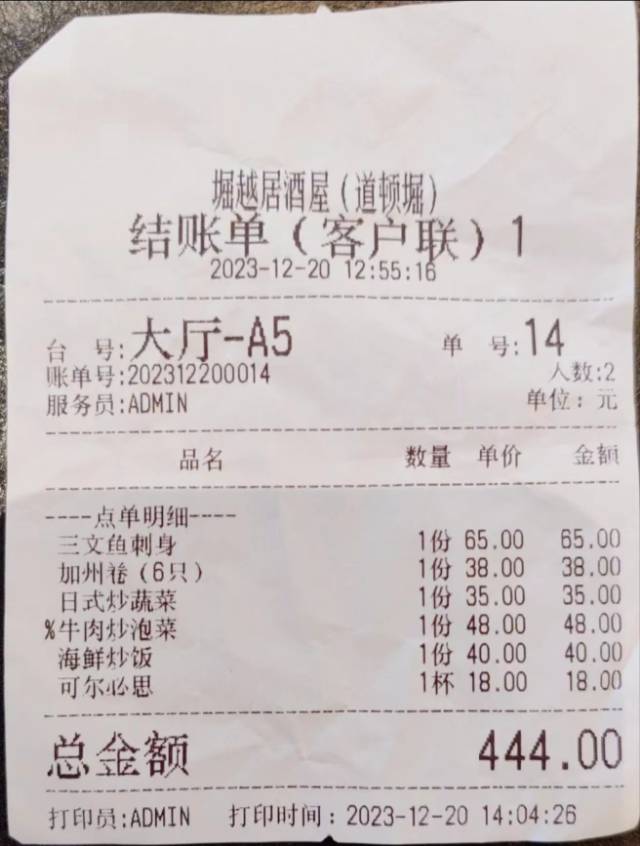 堀越居酒屋(道顿堀)
结账单(客户联)1
2023-12-20 12:55:16
台 号:大厅-A5 单 号:14
账单号:202312200014 人数:2
服务员:ADMIN 单位:元
品名 数量 单价 金额
----点单明细----
三文鱼刺身 1份 65.00 65.00
加州卷(6只) 1份 38.00 38.00
日式炒蔬菜 1份 35.00 35.00
%牛肉炒泡菜 1份 48.00 48.00
海鲜炒饭 1份 40.00 40.00
可尔必思 1杯 18.00 18.00
总金额 444.00
打印员:ADMIN 打印时间:2023-12-20 14:04:26